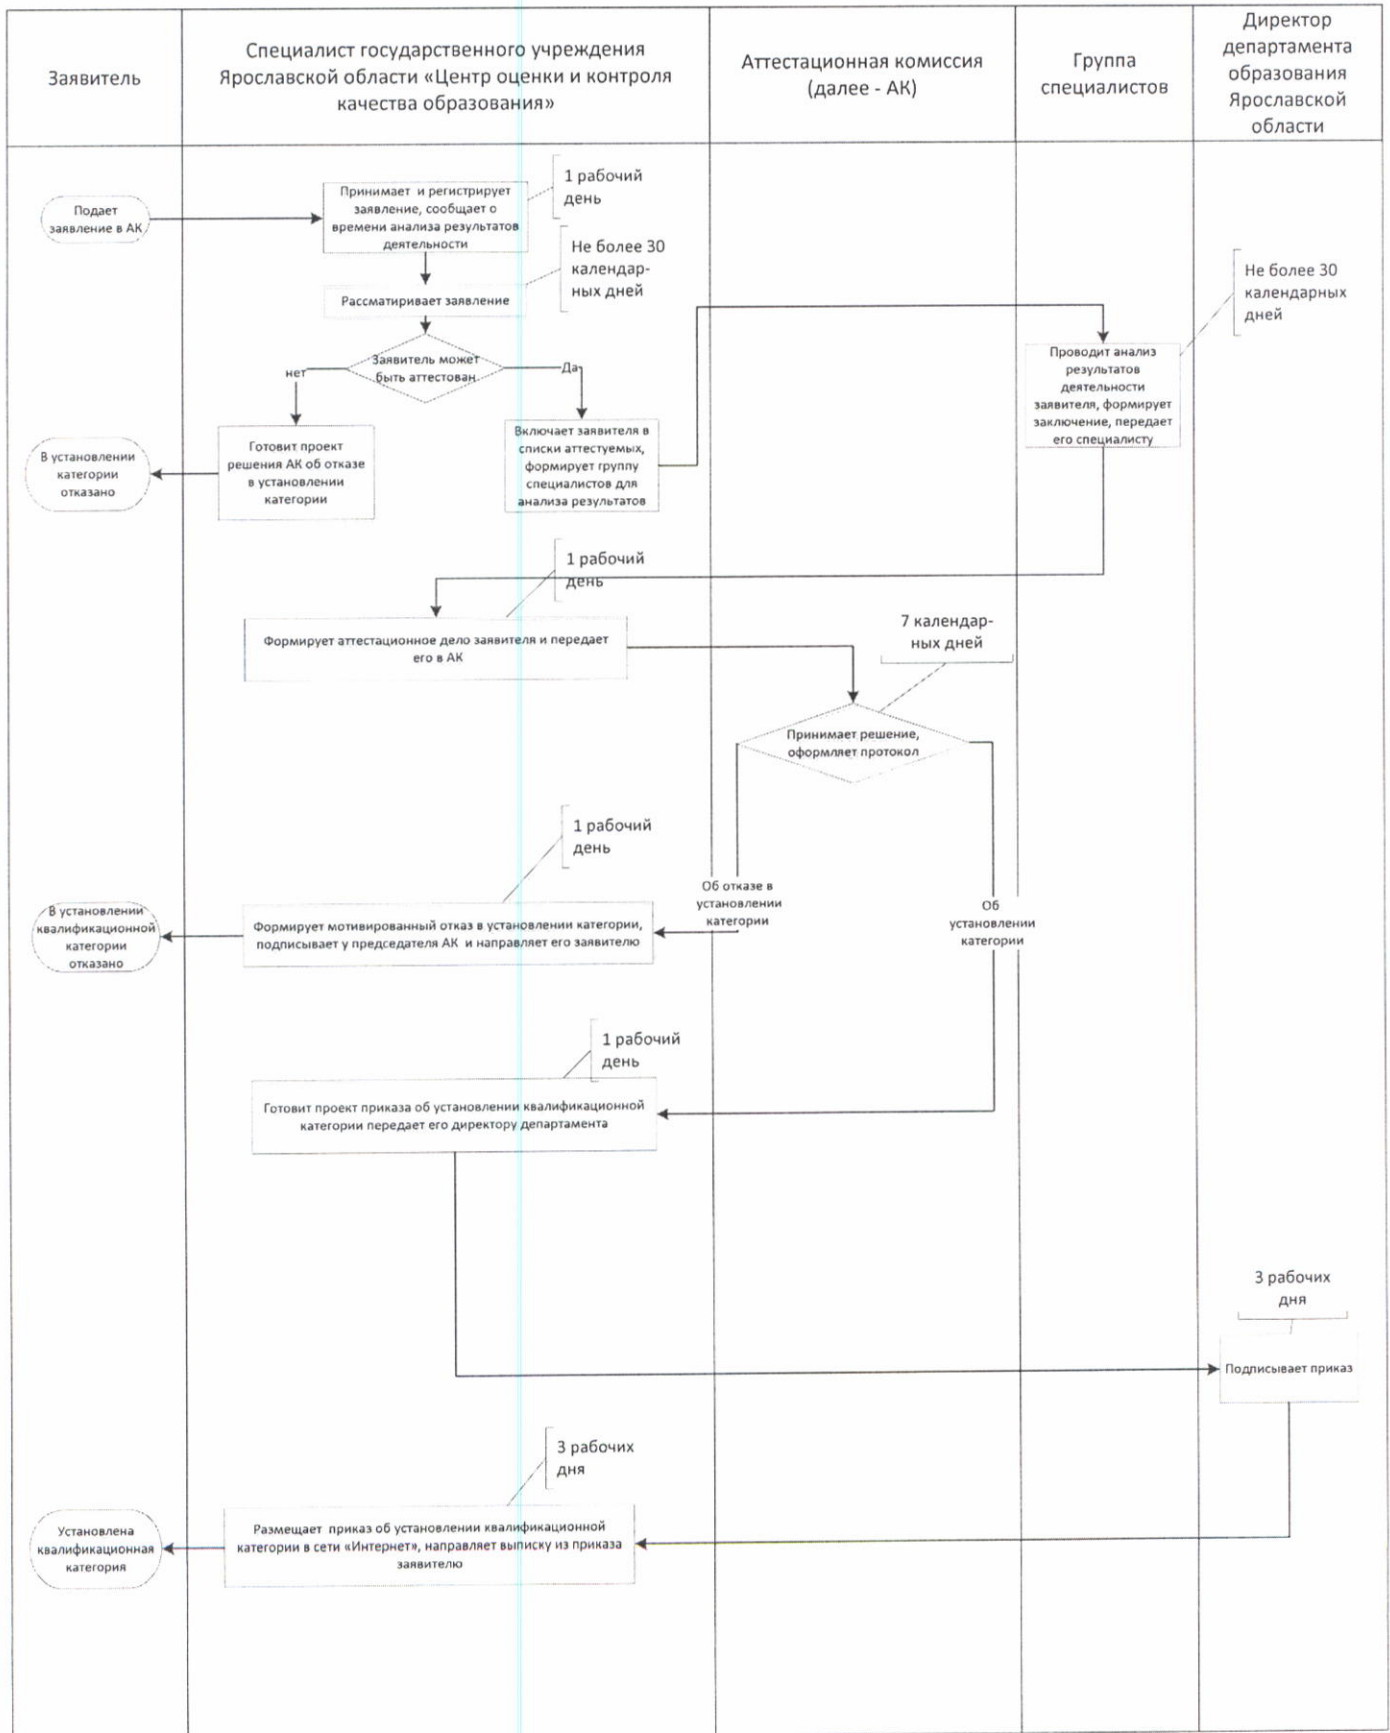 Заявитель
Специалист государственного учреждения
Ярославской области «Центр оценки и контроля
качества образования»
Аттестационная комиссия
(далее - АК)
Группа
специалистов
Директор
департамента
образования
Ярославской
области
Подает
заявление в АК
Принимает и регистрирует
заявление, сообщает о
времени анализа результатов
деятельности
1 рабочий
день
Рассматиривает заявление
Не более 30
календар-
ных дней
Заявитель может
быть аттестован
нет
Да
Готовит проект
решения АК об отказе
в установлении
категории
В установлении
категории
отказано
Включает заявителя в
списки аттестуемых,
формирует группу
специалистов для
анализа результатов
Не более 30
календарных
дней
Проводит анализ
результатов
деятельности
заявителя, формирует
заключение, передает
его специалисту
1 рабочий
день
Формирует аттестационное дело заявителя и передает
его в АК
7 календар-
ных дней
Принимает решение,
оформляет протокол
Об отказе в
установлении
категории
Об
установлении
категории
1 рабочий
день
Формирует мотивированный отказ в установлении категории,
подписывает у председателя АК и направляет его заявителю
В установлении
квалификационной
категории
отказано
1 рабочий
день
Готовит проект приказа об установлении квалификационной
категории передает его директору департамента
3 рабочих
дня
Подписывает приказ
3 рабочих
дня
Размещает приказ об установлении квалификационной
категории в сети «Интернет», направляет выписку из приказа
заявителю
Установлена
квалификационная
категория